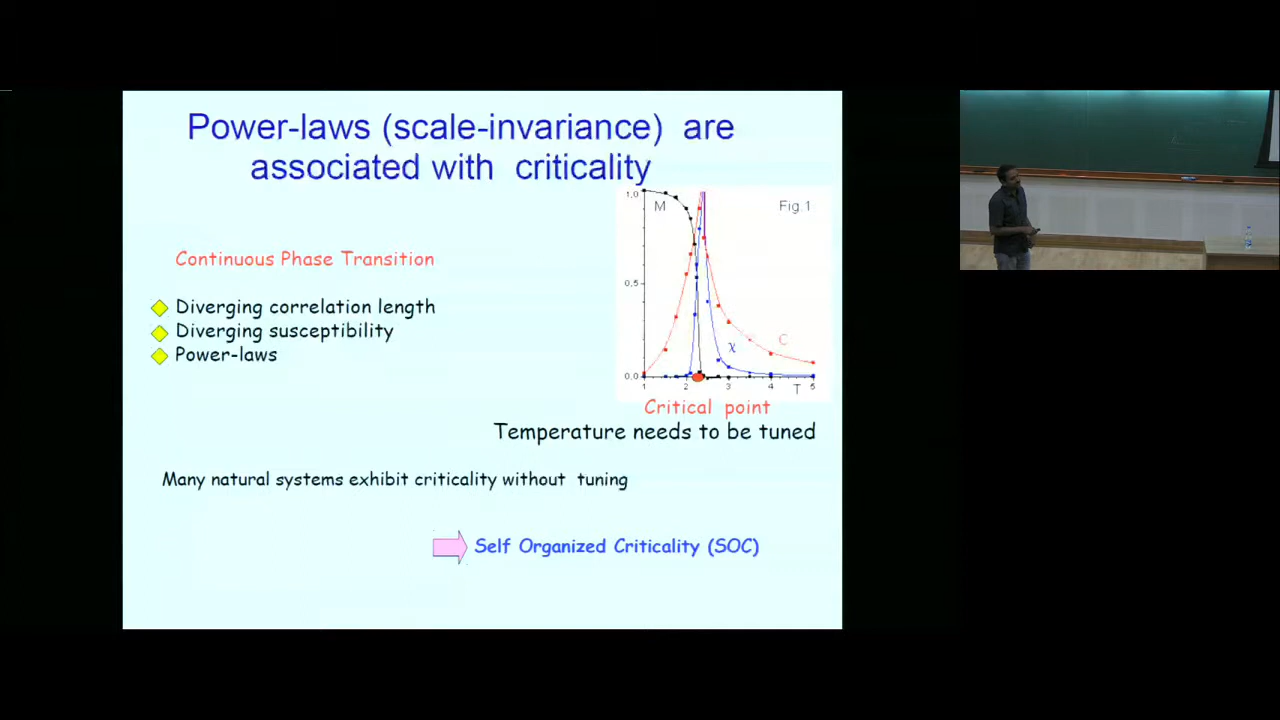 Power-laws (scale-invariance) are
associated with criticality
1,0
M
Fig.1
Continuous Phase Transition
0,5
Diverging correlation length
Diverging susceptibility
Power-laws
C
χ
0,0
1 2 3 4 5
T
Critical point
Temperature needs to be tuned
Many natural systems exhibit criticality without tuning
Self Organized Criticality (SOC)